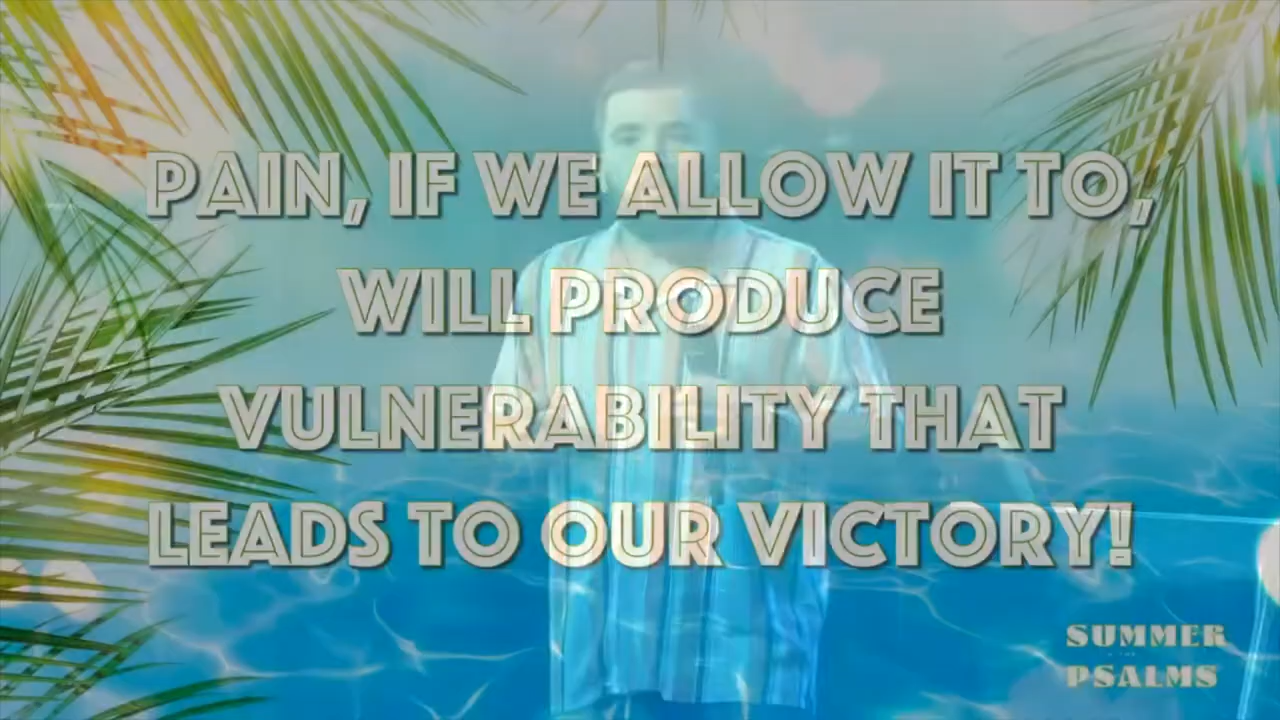 PAIN, IF WE ALLOW IT TO,
WILL PRODUCE
VULNERABILITY THAT
LEADS TO OUR VICTORY!
SUMMER
PSALMS